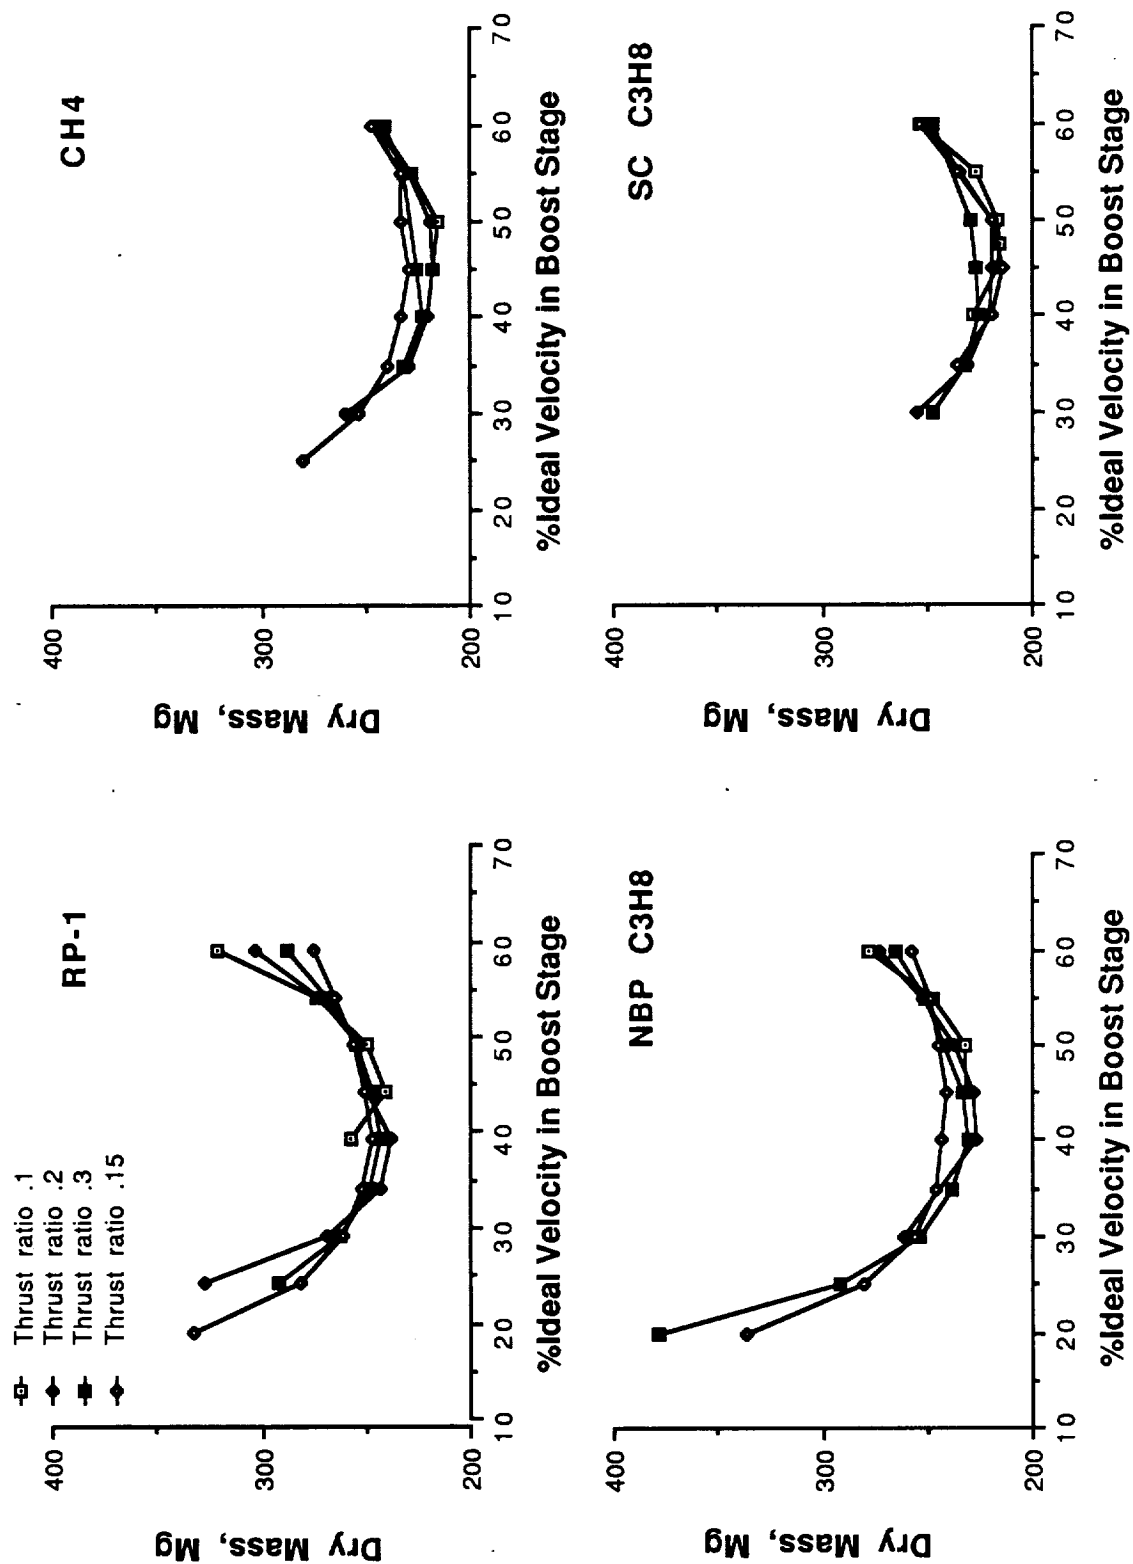 Thrust ratio .1
Thrust ratio .2
Thrust ratio .3
Thrust ratio .15
RP-1
400
300
200
Dry Mass, Mg
10 20 30 40 50 60 70
%Ideal Velocity in Boost Stage
CH4
400
300
200
Dry Mass, Mg
10 20 30 40 50 60 70
%Ideal Velocity in Boost Stage
NBP C3H8
400
300
200
Dry Mass, Mg
10 20 30 40 50 60 70
%Ideal Velocity in Boost Stage
SC C3H8
400
300
200
Dry Mass, Mg
10 20 30 40 50 60 70
%Ideal Velocity in Boost Stage